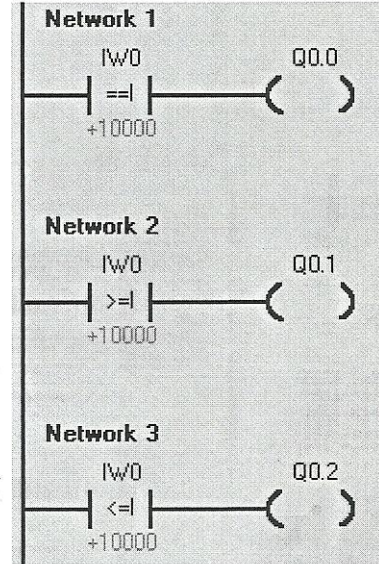 Network 1
IW0 Q0.0
==I
+10000
Network 2
IW0 Q0.1
>=I
+10000
Network 3
IW0 Q0.2
<=I
+10000